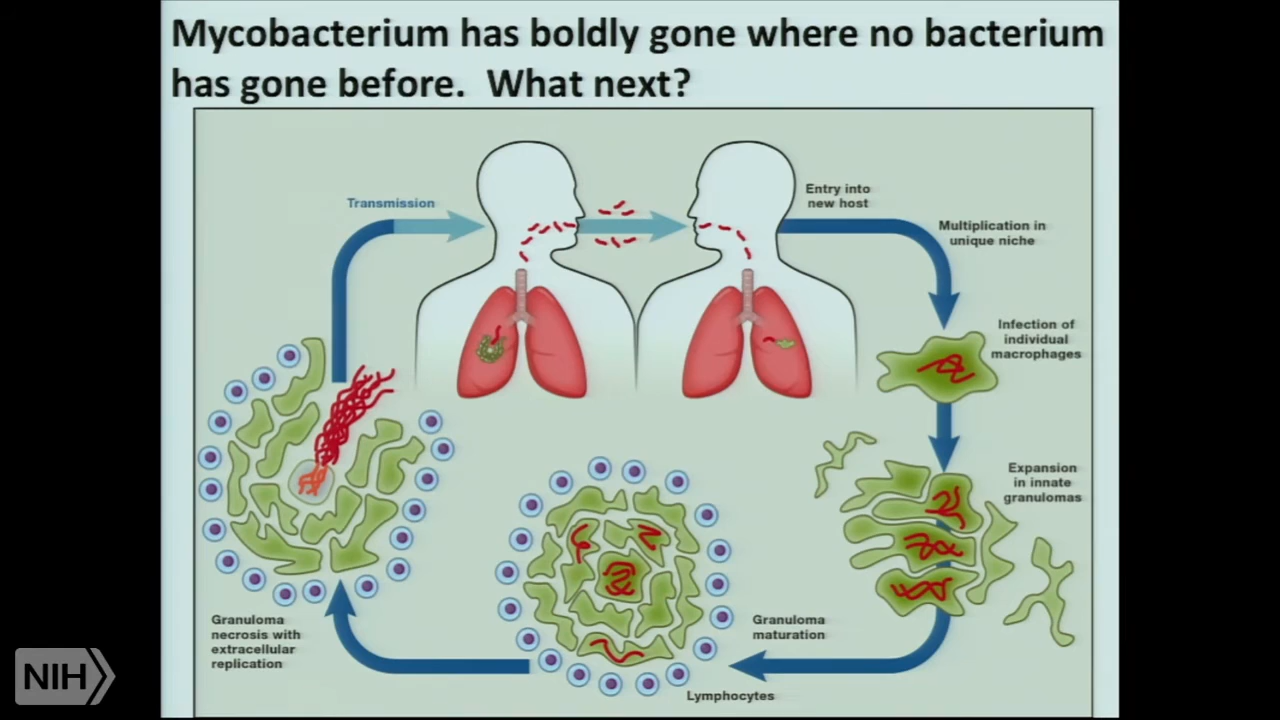 Mycobacterium has boldly gone where no bacterium
has gone before.  What next?
Transmission
Entry into
new host
Multiplication in
unique niche
Infection of
individual
macrophages
Expansion
in innate
granulomas
Granuloma
maturation
Lymphocytes
Granuloma
necrosis with
extracellular
replication
NIH